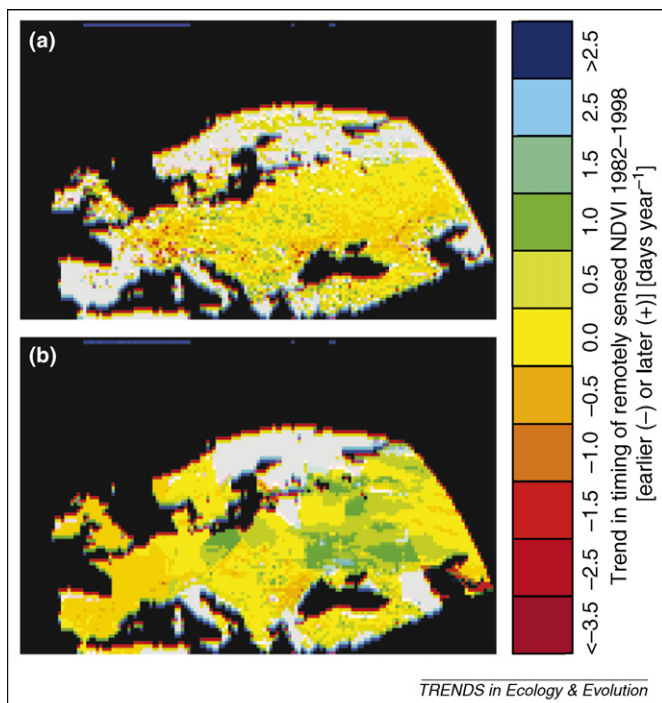 (a)
(b)
>2.5
2.5
1.5
1.0
0.5
0.0
−0.5
−1.0
−1.5
−2.5
<−3.5
Trend in timing of remotely sensed NDVI 1982–1998
[earlier (−) or later (+)] [days year⁻¹]
TRENDS in Ecology & Evolution